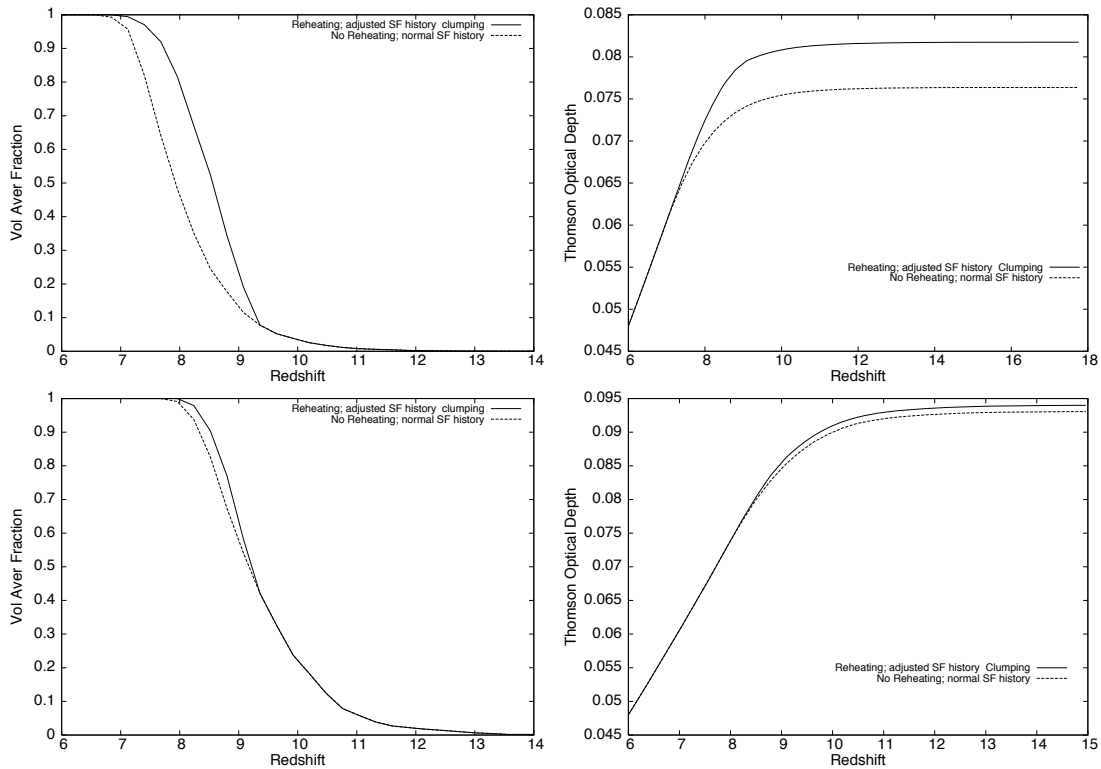 1
0.9
0.8
0.7
0.6
0.5
0.4
0.3
0.2
0.1
0
Vol Aver Fraction
Reheating; adjusted SF history clumping
No Reheating; normal SF history
6 7 8 9 10 11 12 13 14
Redshift
0.085
0.08
0.075
0.07
0.065
0.06
0.055
0.05
0.045
Thomson Optical Depth
Reheating; adjusted SF history Clumping
No Reheating; normal SF history
6 8 10 12 14 16 18
Redshift
1
0.9
0.8
0.7
0.6
0.5
0.4
0.3
0.2
0.1
0
Vol Aver Fraction
Reheating; adjusted SF history clumping
No Reheating; normal SF history
6 7 8 9 10 11 12 13 14
Redshift
0.095
0.09
0.085
0.08
0.075
0.07
0.065
0.06
0.055
0.05
0.045
Thomson Optical Depth
Reheating; adjusted SF history Clumping
No Reheating; normal SF history
6 7 8 9 10 11 12 13 14 15
Redshift